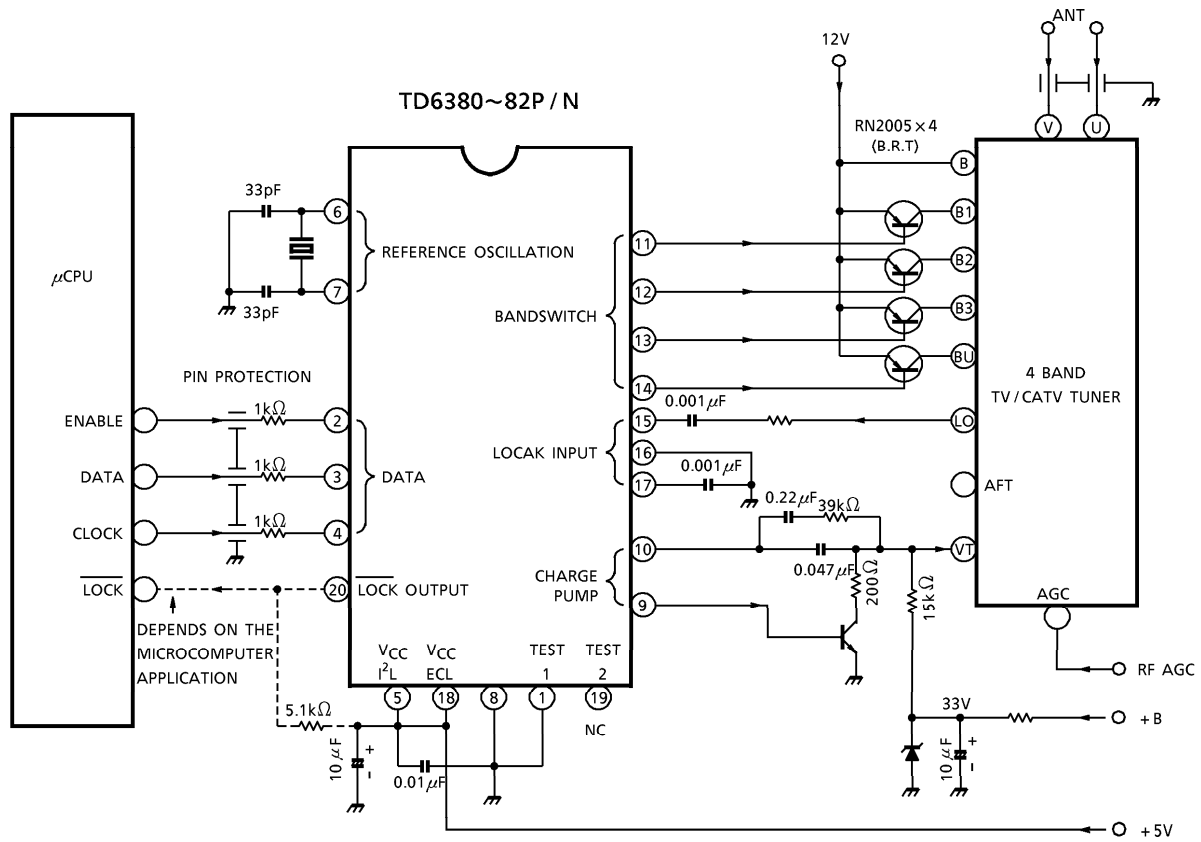 ANT
12V
TD6380~82P / N
RN2005 × 4
(B.R.T)
V
U
B
B1
B2
B3
BU
LO
AFT
VT
4 BAND
TV / CATV TUNER
AGC
RF AGC
+B
+5V
μCPU
ENABLE
DATA
CLOCK
LOCK
33pF
33pF
6
7
REFERENCE OSCILLATION
PIN PROTECTION
1kΩ
1kΩ
1kΩ
2
3
4
DATA
20
LOCK OUTPUT
DEPENDS ON THE
MICROCOMPUTER
APPLICATION
BANDSWITCH
11
12
13
14
LOCAK INPUT
15
16
17
0.001μF
0.001μF
CHARGE
PUMP
10
9
0.22μF
39kΩ
0.047μF
200Ω
15kΩ
33V
10μF
+
-
VCC
I²L
VCC
ECL
TEST
1
TEST
2
5
18
8
1
19
NC
5.1kΩ
10μF
+
-
0.01μF